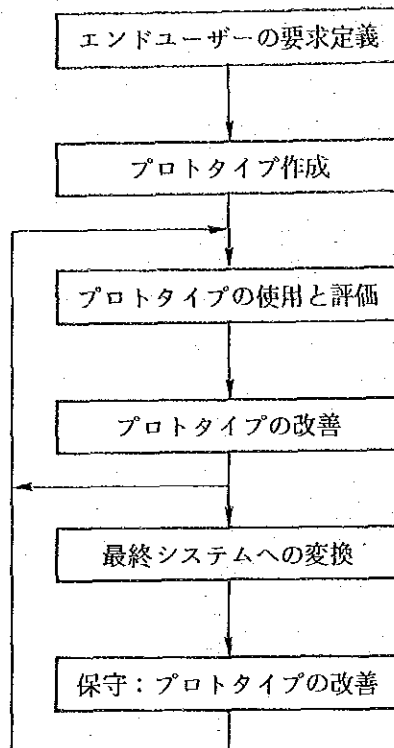 エンドユーザーの要求定義
プロトタイプ作成
プロトタイプの使用と評価
プロトタイプの改善
最終システムへの変換
保守：プロトタイプの改善